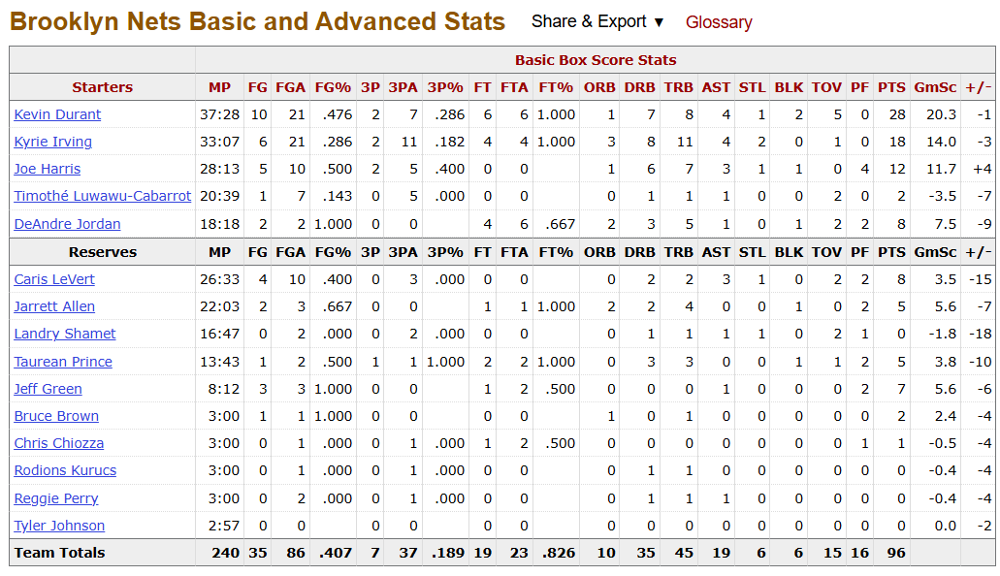 Brooklyn Nets Basic and Advanced Stats Share & Export ▼ Glossary
Basic Box Score Stats
Starters MP FG FGA FG% 3P 3PA 3P% FT FTA FT% ORB DRB TRB AST STL BLK TOV PF PTS GmSc +/-
Kevin Durant 37:28 10 21 .476 2 7 .286 6 6 1.000 1 7 8 4 1 2 5 0 28 20.3 -1
Kyrie Irving 33:07 6 21 .286 2 11 .182 4 4 1.000 3 8 11 4 2 0 1 0 18 14.0 -3
Joe Harris 28:13 5 10 .500 2 5 .400 0 0 1 6 7 3 1 1 0 4 12 11.7 +4
Timothé Luwawu-Cabarrot 20:39 1 7 .143 0 5 .000 0 0 0 1 1 1 0 0 2 0 2 -3.5 -7
DeAndre Jordan 18:18 2 2 1.000 0 0 4 6 .667 2 3 5 1 0 1 2 2 8 7.5 -9
Reserves MP FG FGA FG% 3P 3PA 3P% FT FTA FT% ORB DRB TRB AST STL BLK TOV PF PTS GmSc +/-
Caris LeVert 26:33 4 10 .400 0 3 .000 0 0 0 2 2 3 1 0 2 2 8 3.5 -15
Jarrett Allen 22:03 2 3 .667 0 0 1 1 1.000 2 2 4 0 0 1 0 2 5 5.6 -7
Landry Shamet 16:47 0 2 .000 0 2 .000 0 0 0 1 1 1 1 0 2 1 0 -1.8 -18
Taurean Prince 13:43 1 2 .500 1 1 1.000 2 2 1.000 0 3 3 0 0 1 1 2 5 3.8 -10
Jeff Green 8:12 3 3 1.000 0 0 1 2 .500 0 0 0 1 0 0 0 2 7 5.6 -6
Bruce Brown 3:00 1 1 1.000 0 0 0 0 1 0 1 0 0 0 0 0 2 2.4 -4
Chris Chiozza 3:00 0 1 .000 0 1 .000 1 2 .500 0 0 0 0 0 0 0 1 1 -0.5 -4
Rodions Kurucs 3:00 0 1 .000 0 1 .000 0 0 0 1 1 0 0 0 0 0 0 -0.4 -4
Reggie Perry 3:00 0 2 .000 0 1 .000 0 0 0 1 1 1 0 0 0 0 0 -0.4 -4
Tyler Johnson 2:57 0 0 0 0 0 0 0 0 0 0 0 0 0 0 0 0.0 -2
Team Totals 240 35 86 .407 7 37 .189 19 23 .826 10 35 45 19 6 6 15 16 96